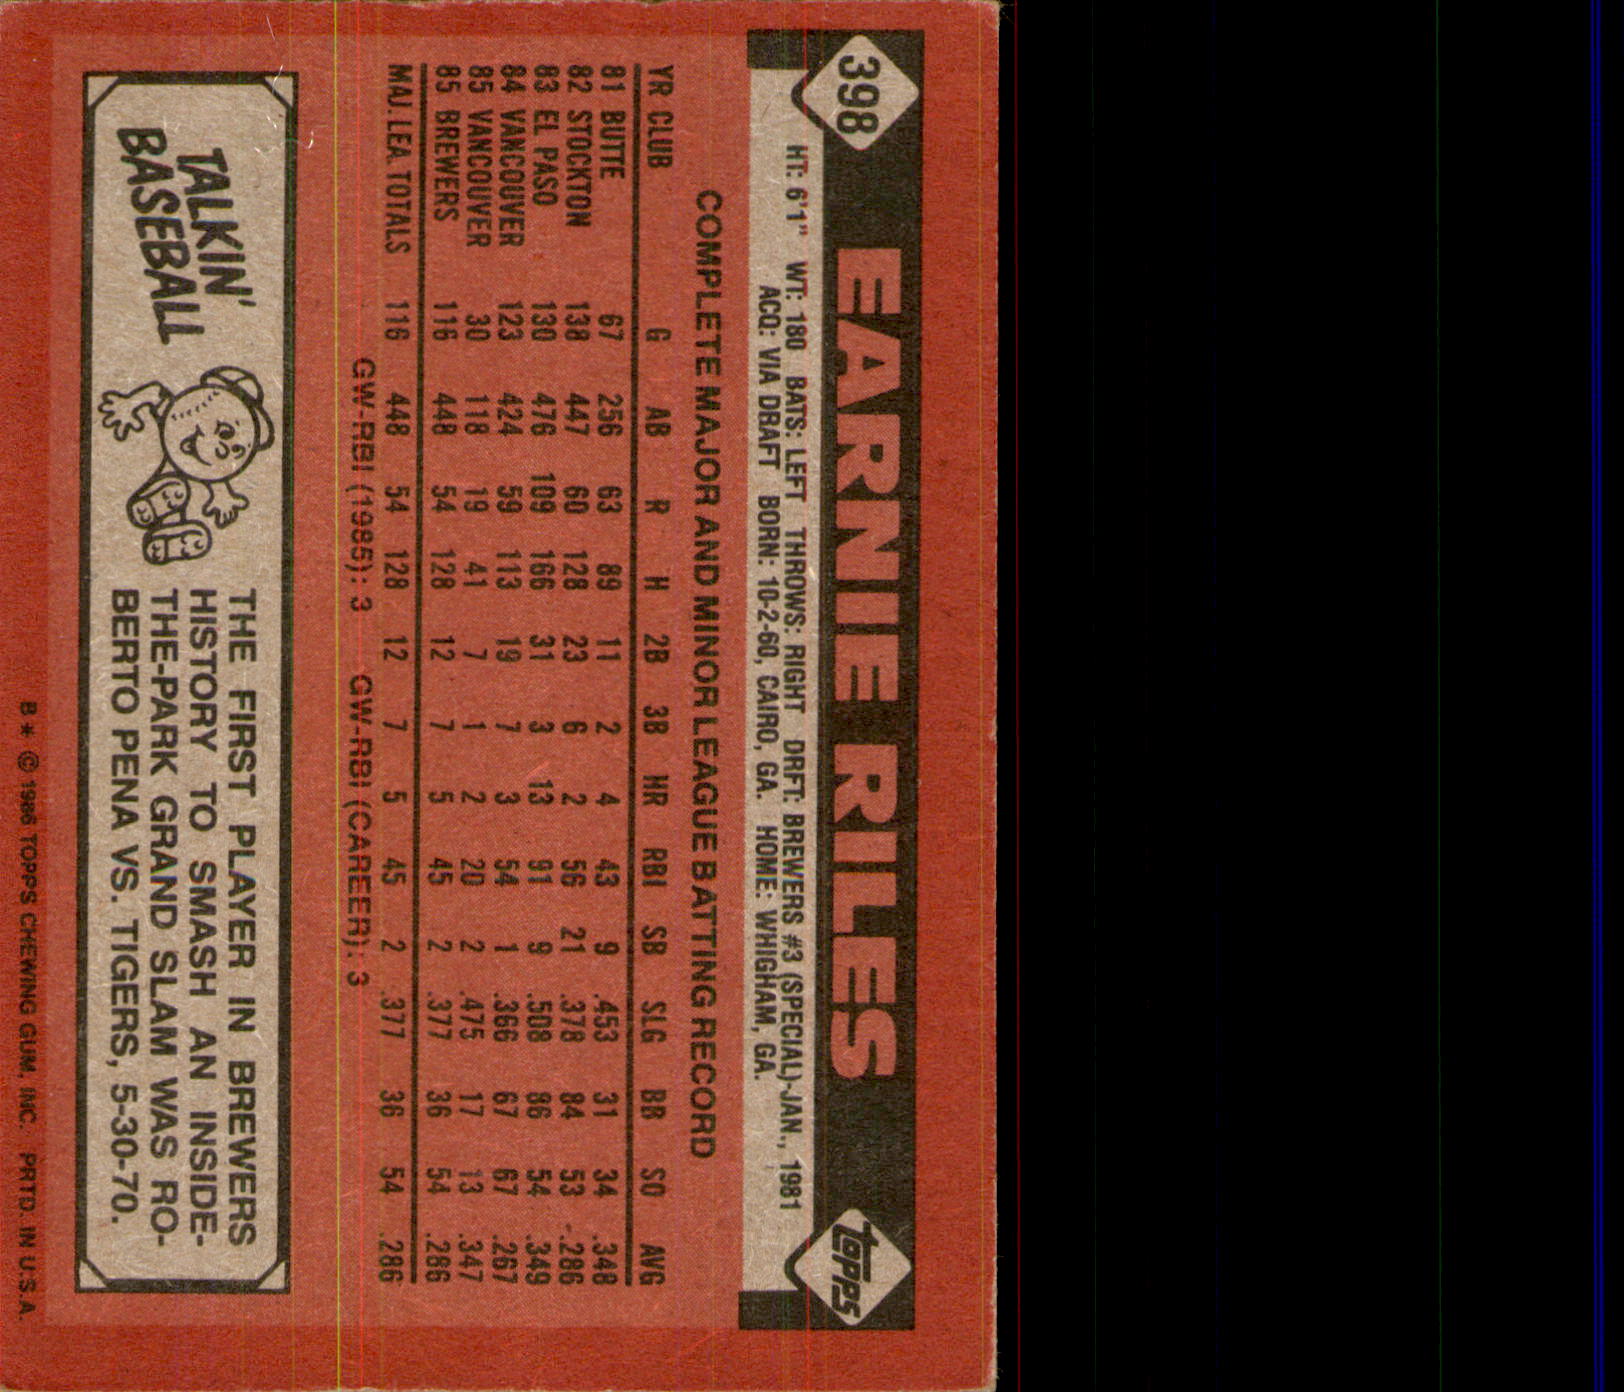 398
EARNIE RILES
topps
HT: 6'1" WT: 180 BATS: LEFT THROWS: RIGHT DRFT: BREWERS #3 (SPECIAL)-JAN., 1981
ACQ: VIA DRAFT BORN: 10-2-60, CAIRO, GA. HOME: WHIGHAM, GA.
COMPLETE MAJOR AND MINOR LEAGUE BATTING RECORD
YR CLUB G AB R H 2B 3B HR RBI SB SLG BB SO AVG
81 BUTTE 67 256 63 89 11 2 4 43 9 .453 31 34 .348
82 STOCKTON 138 447 60 128 23 6 2 56 21 .378 84 53 .286
83 EL PASO 130 476 109 166 31 3 13 91 9 .508 86 54 .349
84 VANCOUVER 123 424 59 113 19 7 3 54 1 .366 67 67 .267
85 VANCOUVER 30 118 19 41 7 1 2 20 2 .475 17 13 .347
85 BREWERS 116 448 54 128 12 7 5 45 2 .377 36 54 .286
MAJ. LEA. TOTALS 116 448 54 128 12 7 5 45 2 .377 36 54 .286
GW-RBI (1985): 3 GW-RBI (CAREER): 3
TALKIN'
BASEBALL
THE FIRST PLAYER IN BREWERS
HISTORY TO SMASH AN INSIDE-
THE-PARK GRAND SLAM WAS RO-
BERTO PENA VS. TIGERS, 5-30-70.
B * © 1986 TOPPS CHEWING GUM, INC. PRTD. IN U.S.A.